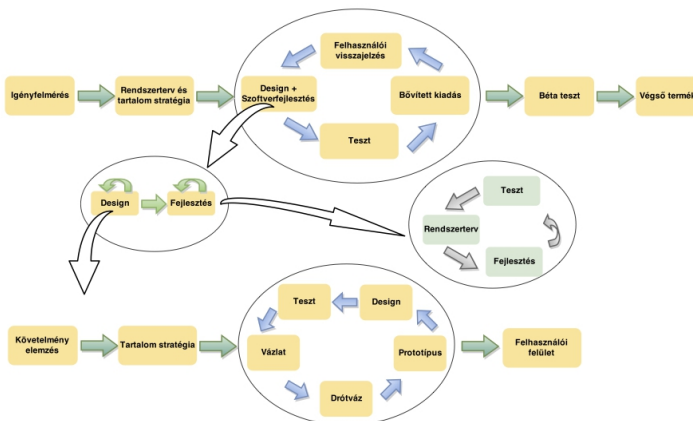 Felhasználói
visszajelzés
Igényfelmérés
Rendszerterv és
tartalom stratégia
Design +
Szoftverfejlesztés
Bővített kiadás
Béta teszt
Végső termék
Teszt
Design
Fejlesztés
Teszt
Rendszerterv
Fejlesztés
Teszt
Design
Követelmény
elemzés
Tartalom stratégia
Vázlat
Prototípus
Felhasználói
felület
Drótváz